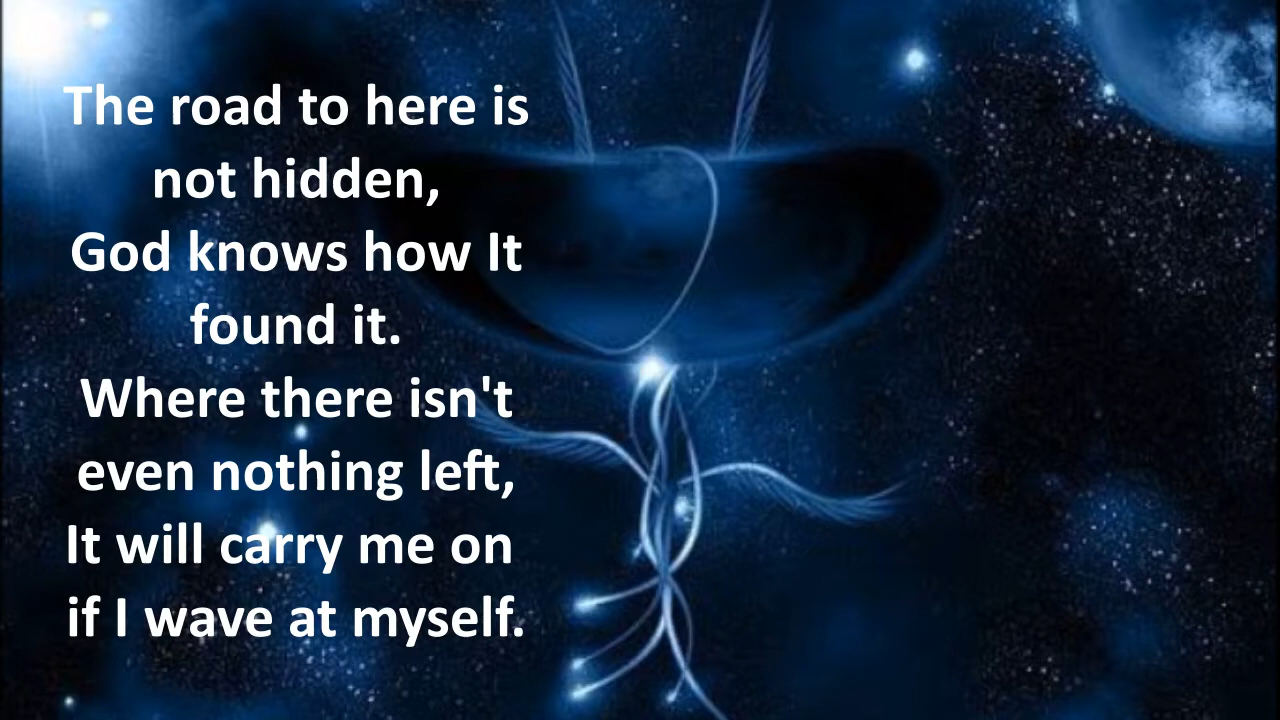 The road to here is
not hidden,
God knows how It
found it.
Where there isn't
even nothing left,
It will carry me on
if I wave at myself.